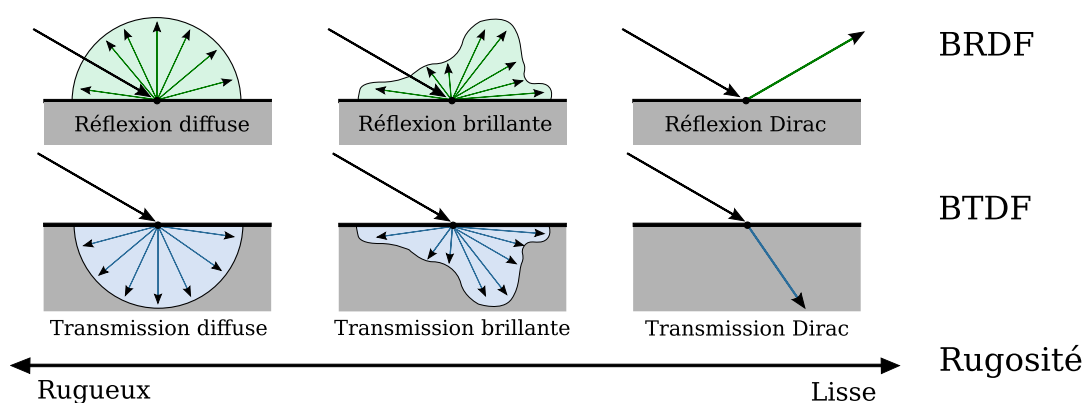 BRDF
Réflexion diffuse
Réflexion brillante
Réflexion Dirac
BTDF
Transmission diffuse
Transmission brillante
Transmission Dirac
Rugosité
Rugueux
Lisse